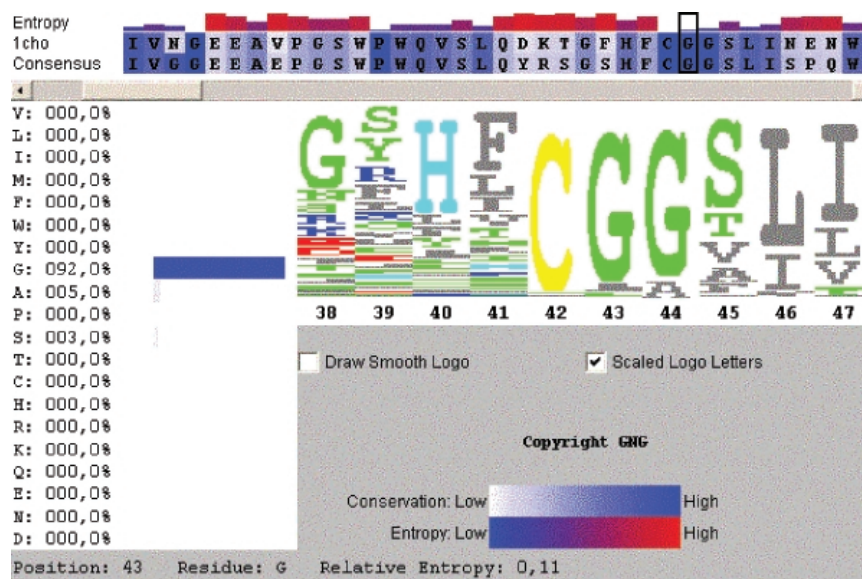 Entropy
1cho I V N G E E A V P G S W P W Q V S L Q D K T G F H F C G G S L I N E N W
Consensus I V G G E E A E P G S W P W Q V S L Q Y R S G S H F C G G S L I S P Q W
V: 000,0%
L: 000,0%
I: 000,0%
M: 000,0%
F: 000,0%
W: 000,0%
Y: 000,0%
G: 092,0%
A: 005,0%
P: 000,0%
S: 003,0%
T: 000,0%
C: 000,0%
H: 000,0%
R: 000,0%
K: 000,0%
Q: 000,0%
E: 000,0%
N: 000,0%
D: 000,0%
G S H F C G G S L I
Y L T I L
R A V V
38 39 40 41 42 43 44 45 46 47
Draw Smooth Logo Scaled Logo Letters
Copyright GNG
Conservation: Low High
Entropy: Low High
Position: 43 Residue: G Relative Entropy: 0,11